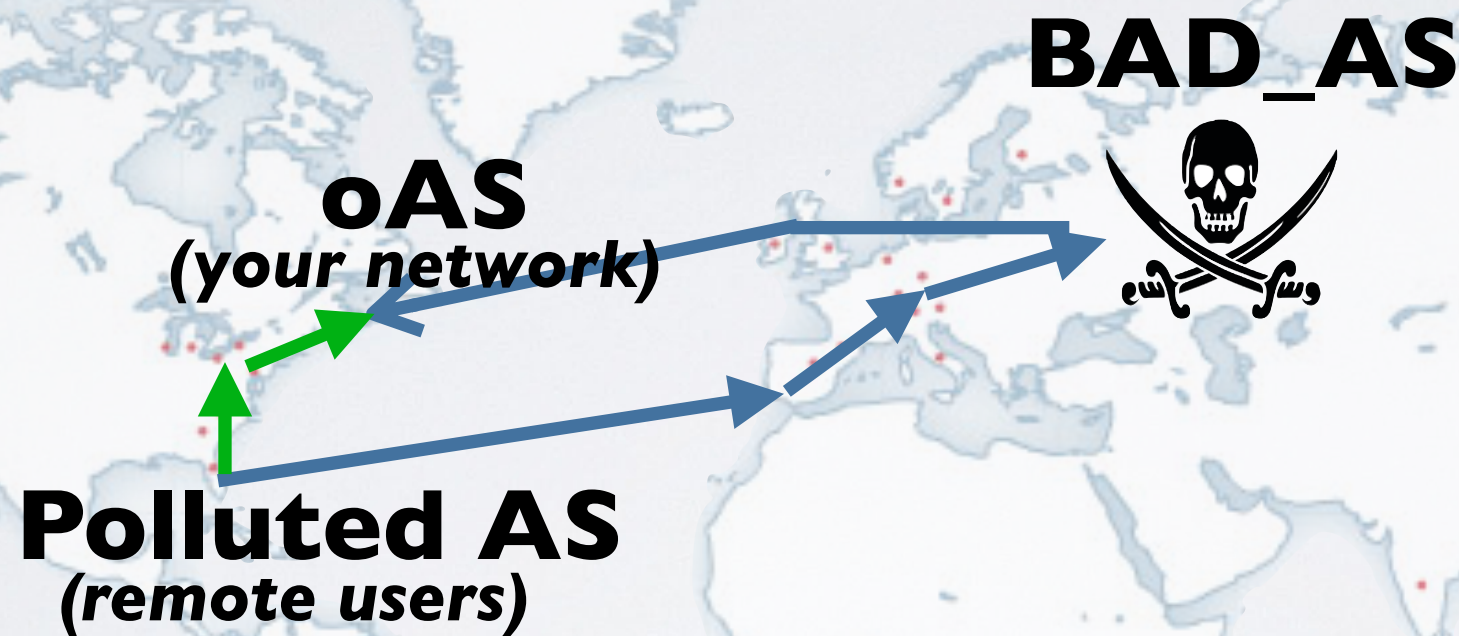 BAD_AS
oAS
(your network)
Polluted AS
(remote users)